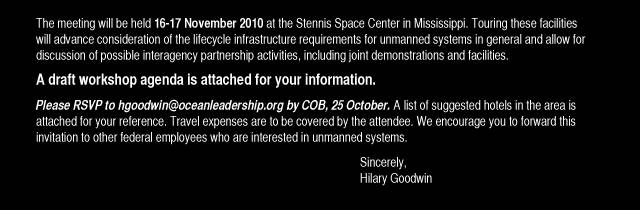 The meeting will be held 16-17 November 2010 at the Stennis Space Center in Mississippi. Touring these facilities
will advance consideration of the lifecycle infrastructure requirements for unmanned systems in general and allow for
discussion of possible interagency partnership activities, including joint demonstrations and facilities.
A draft workshop agenda is attached for your information.
Please RSVP to hgoodwin@oceanleadership.org by COB, 25 October. A list of suggested hotels in the area is
attached for your reference. Travel expenses are to be covered by the attendee. We encourage you to forward this
invitation to other federal employees who are interested in unmanned systems.
Sincerely,
Hilary Goodwin